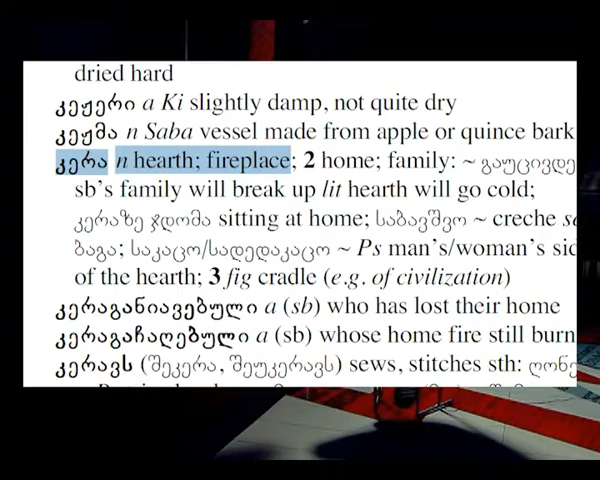 dried hard
კეჟერი a Ki slightly damp, not quite dry
კეჟმა n Saba vessel made from apple or quince bark
კერა n hearth; fireplace; 2 home; family: ~ გაუცივდე
sb's family will break up lit hearth will go cold;
კერაზე ჯდომა sitting at home; საბავშვო ~ creche se
ბაგა; საკაცო/სადედაკაცო ~ Ps man's/woman's sid
of the hearth; 3 fig cradle (e.g. of civilization)
კერაგანიავებული a (sb) who has lost their home
კერაგაჩაღებული a (sb) whose home fire still burn
კერავს (შეკერა, შეუკერავს) sews, stitches sth: ღონე